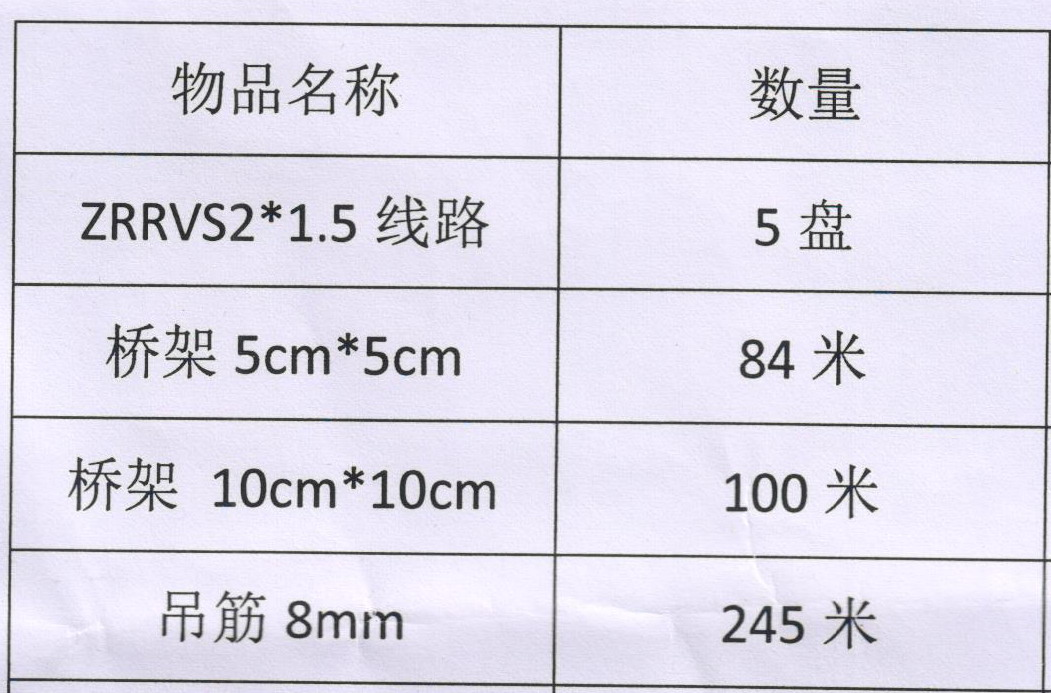 物品名称 数量
ZRRVS2*1.5 线路 5 盘
桥架 5cm*5cm 84 米
桥架 10cm*10cm 100 米
吊筋 8mm 245 米